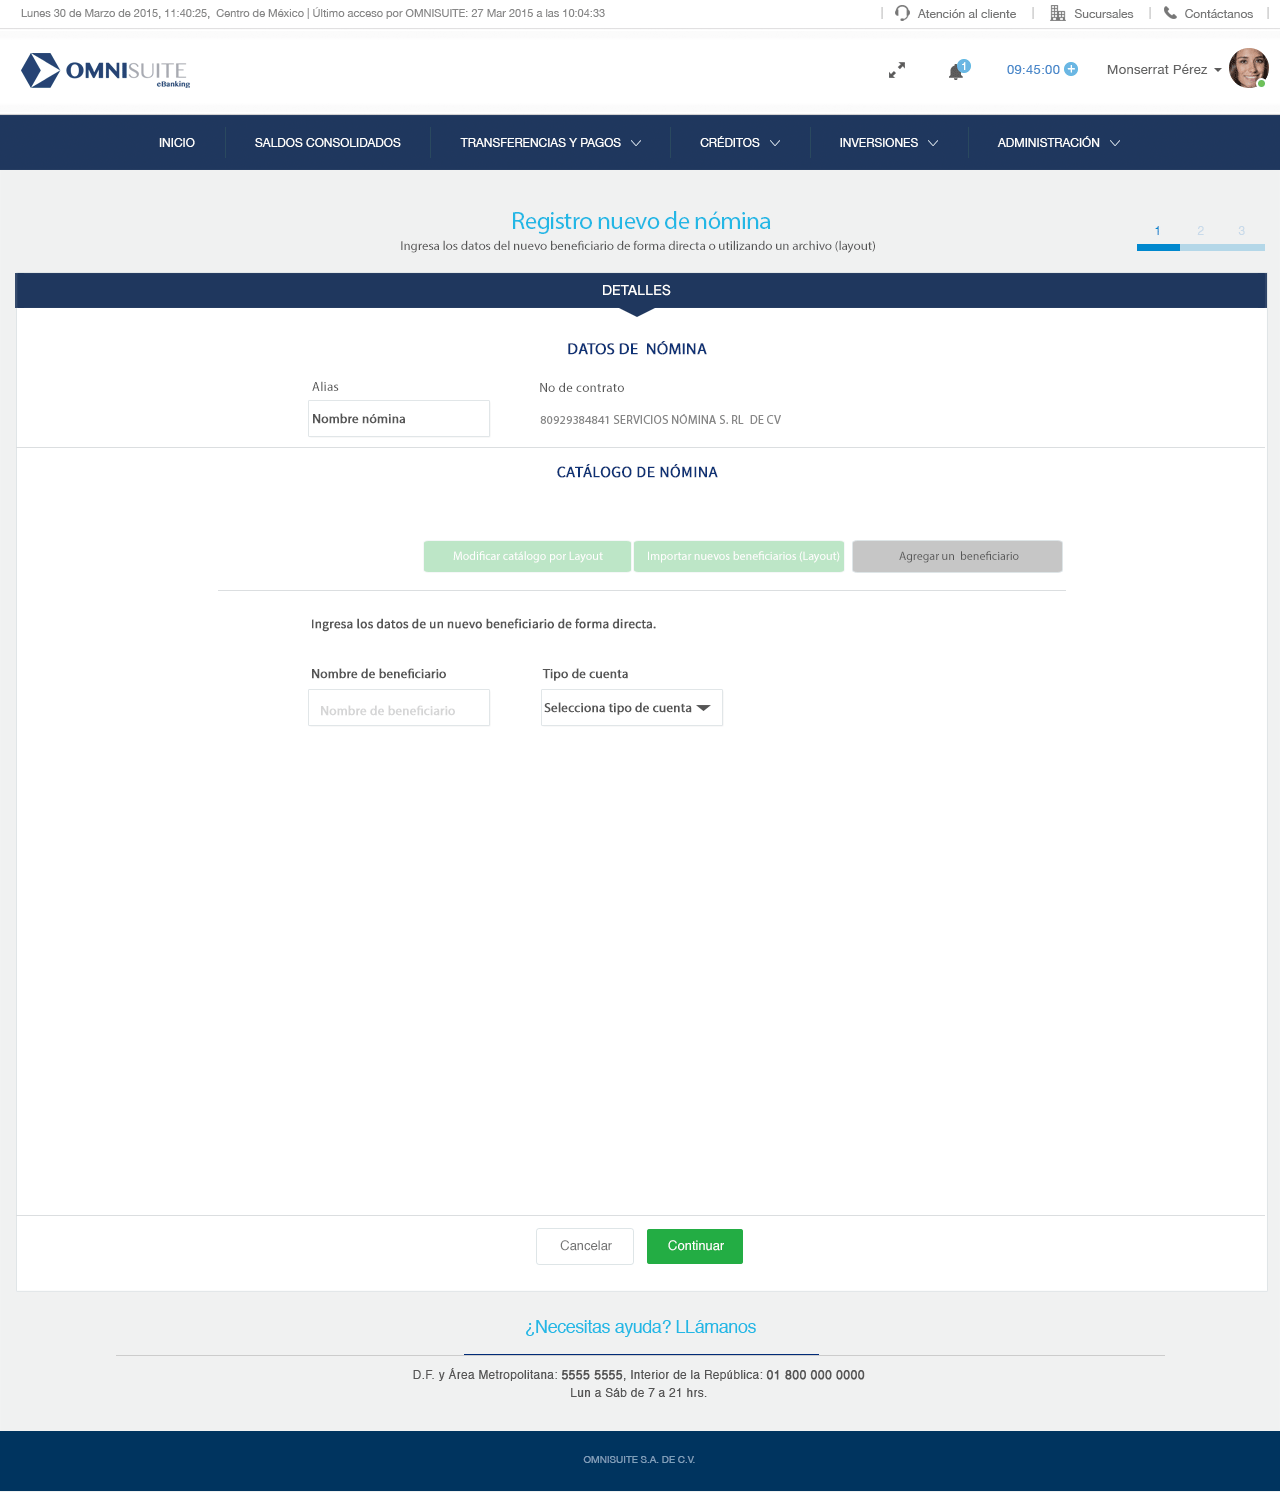 Lunes 30 de Marzo de 2015, 11:40:25,  Centro de México | Último acceso por OMNISUITE: 27 Mar 2015 a las 10:04:33
| Atención al cliente | Sucursales | Contáctanos |
OMNISUITE
eBanking
1
09:45:00
Monserrat Pérez
INICIO
SALDOS CONSOLIDADOS
TRANSFERENCIAS Y PAGOS
CRÉDITOS
INVERSIONES
ADMINISTRACIÓN
Registro nuevo de nómina
Ingresa los datos del nuevo beneficiario de forma directa o utilizando un archivo (layout)
1 2 3
DETALLES
DATOS DE  NÓMINA
Alias
No de contrato
Nombre nómina
80929384841 SERVICIOS NÓMINA S. RL  DE CV
CATÁLOGO DE NÓMINA
Modificar catálogo por Layout
Importar nuevos beneficiarios (Layout)
Agregar un  beneficiario
Ingresa los datos de un nuevo beneficiario de forma directa.
Nombre de beneficiario
Tipo de cuenta
Nombre de beneficiario
Selecciona tipo de cuenta
Cancelar
Continuar
¿Necesitas ayuda? LLámanos
D.F. y Área Metropolitana: 5555 5555, Interior de la República: 01 800 000 0000
Lun a Sáb de 7 a 21 hrs.
OMNISUITE S.A. DE C.V.